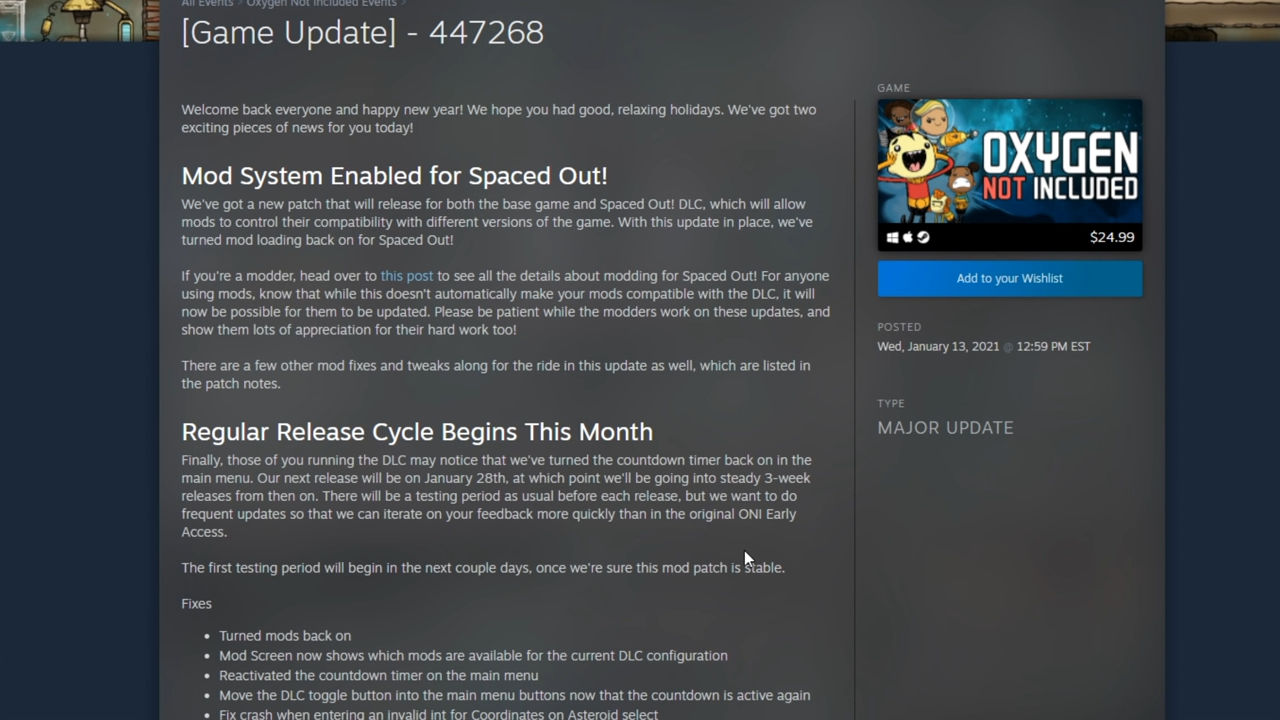 All Events > Oxygen Not Included Events >
[Game Update] - 447268
Welcome back everyone and happy new year! We hope you had good, relaxing holidays. We've got two
exciting pieces of news for you today!
Mod System Enabled for Spaced Out!
We've got a new patch that will release for both the base game and Spaced Out! DLC, which will allow
mods to control their compatibility with different versions of the game. With this update in place, we've
turned mod loading back on for Spaced Out!
If you're a modder, head over to this post to see all the details about modding for Spaced Out! For anyone
using mods, know that while this doesn't automatically make your mods compatible with the DLC, it will
now be possible for them to be updated. Please be patient while the modders work on these updates, and
show them lots of appreciation for their hard work too!
There are a few other mod fixes and tweaks along for the ride in this update as well, which are listed in
the patch notes.
Regular Release Cycle Begins This Month
Finally, those of you running the DLC may notice that we've turned the countdown timer back on in the
main menu. Our next release will be on January 28th, at which point we'll be going into steady 3-week
releases from then on. There will be a testing period as usual before each release, but we want to do
frequent updates so that we can iterate on your feedback more quickly than in the original ONI Early
Access.
The first testing period will begin in the next couple days, once we're sure this mod patch is stable.
Fixes
• Turned mods back on
• Mod Screen now shows which mods are available for the current DLC configuration
• Reactivated the countdown timer on the main menu
• Move the DLC toggle button into the main menu buttons now that the countdown is active again
• Fix crash when entering an invalid int for Coordinates on Asteroid select
GAME
OXYGEN
NOT INCLUDED
$24.99
Add to your Wishlist
POSTED
Wed, January 13, 2021 @ 12:59 PM EST
TYPE
MAJOR UPDATE